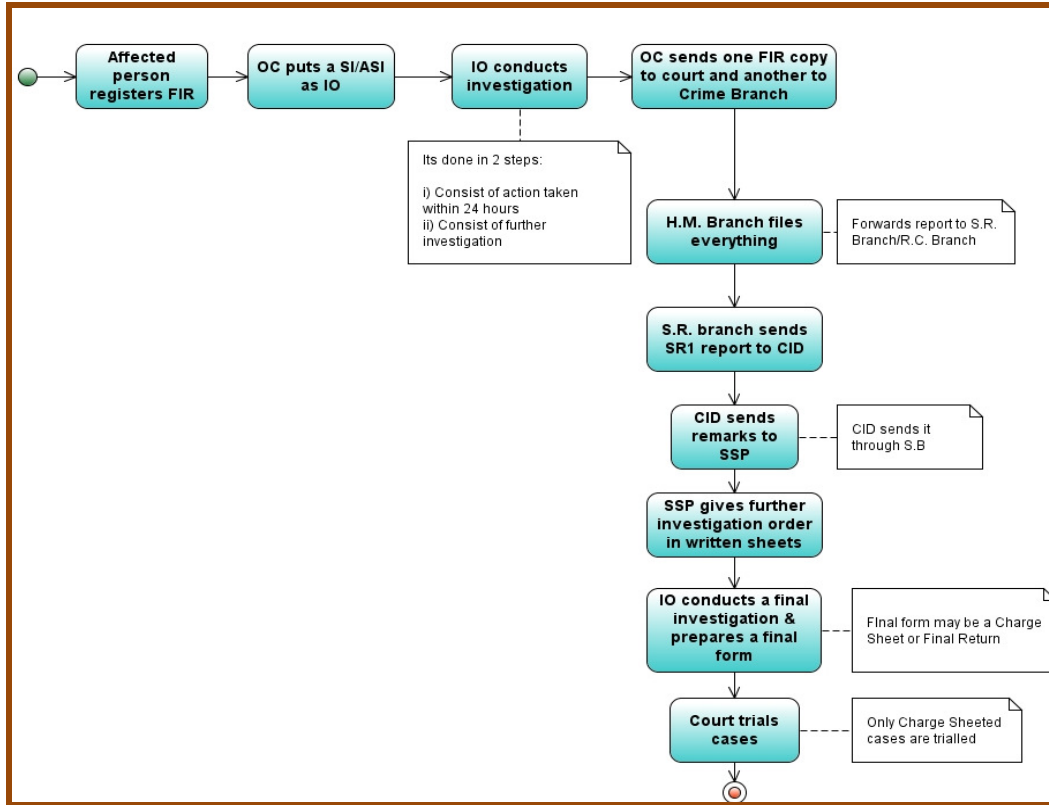 Affected
person
registers FIR
OC puts a SI/ASI
as IO
IO conducts
investigation
OC sends one FIR copy
to court and another to
Crime Branch
Its done in 2 steps:
i) Consist of action taken
within 24 hours
ii) Consist of further
investigation
H.M. Branch files
everything
Forwards report to S.R.
Branch/R.C. Branch
S.R. branch sends
SR1 report to CID
CID sends
remarks to
SSP
CID sends it
through S.B
SSP gives further
investigation order
in written sheets
IO conducts a final
investigation &
prepares a final
form
FInal form may be a Charge
Sheet or Final Return
Court trials
cases
Only Charge Sheeted
cases are trialled